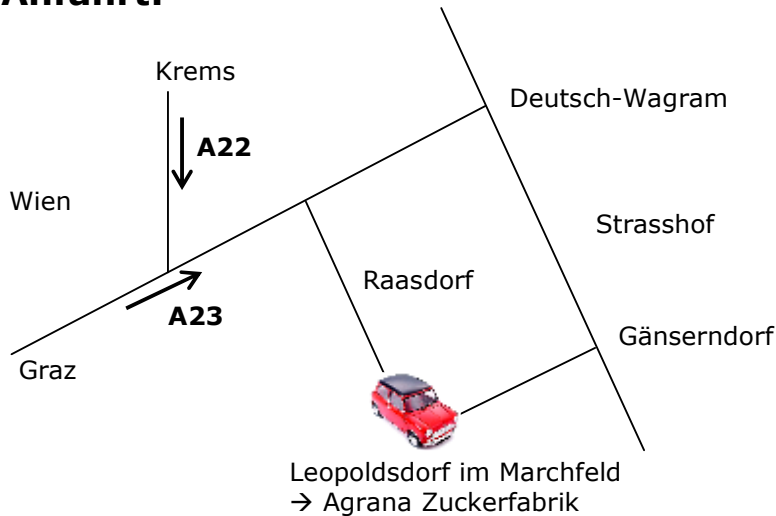 Anfahrt:
Krems
Deutsch-Wagram
A22
Wien
Strasshof
Raasdorf
A23
Gänserndorf
Graz
Leopoldsdorf im Marchfeld
→ Agrana Zuckerfabrik